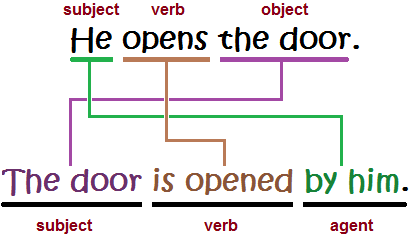 subject verb object
He opens the door.
The door is opened by him.
subject verb agent